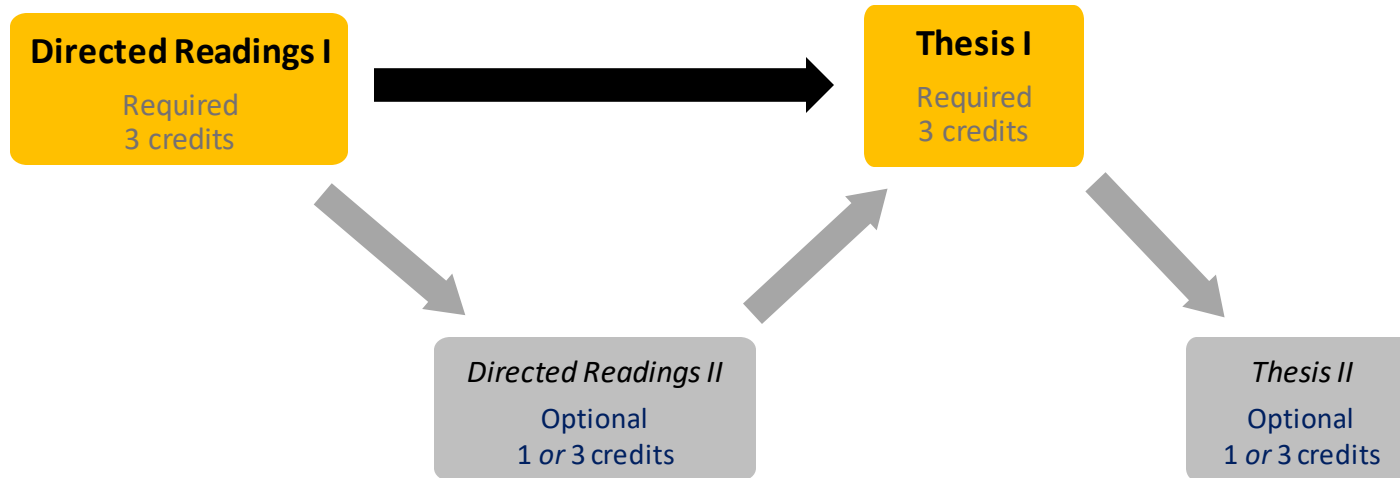 Directed Readings I
Required
3 credits
Thesis I
Required
3 credits
Directed Readings II
Optional
1 or 3 credits
Thesis II
Optional
1 or 3 credits